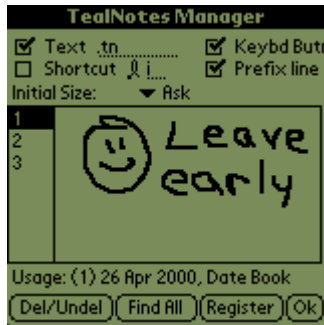 TealNotes Manager
Text .tn Keybd Butt
Shortcut ℓ i Prefix line
Initial Size: Ask
1
2
3
Leave
early
Usage: (1) 26 Apr 2000, Date Book
Del/Undel Find All Register Ok